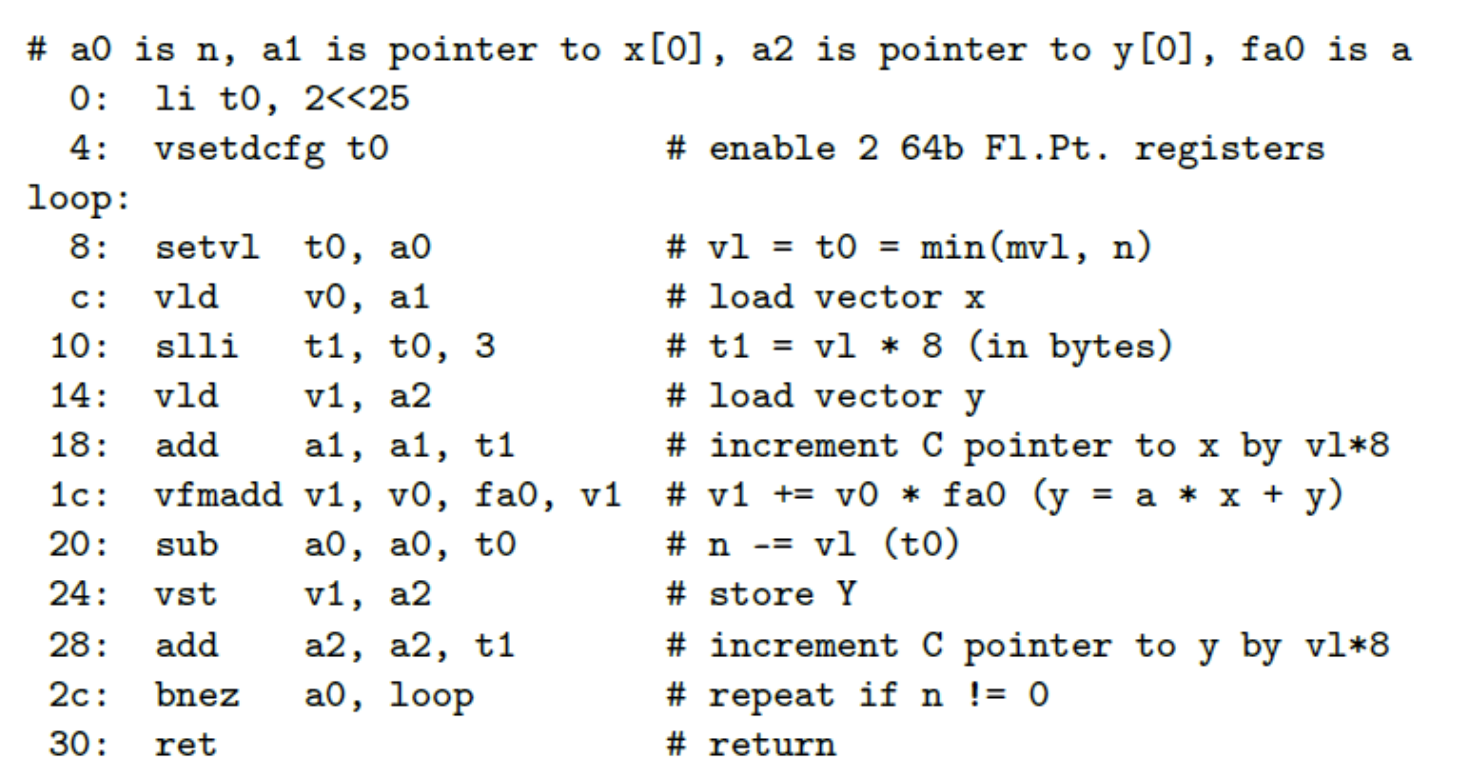 # a0 is n, a1 is pointer to x[0], a2 is pointer to y[0], fa0 is a
0: li t0, 2<<25
4: vsetdcfg t0 # enable 2 64b Fl.Pt. registers
loop:
8: setvl t0, a0 # vl = t0 = min(mvl, n)
c: vld v0, a1 # load vector x
10: slli t1, t0, 3 # t1 = vl * 8 (in bytes)
14: vld v1, a2 # load vector y
18: add a1, a1, t1 # increment C pointer to x by vl*8
1c: vfmadd v1, v0, fa0, v1 # v1 += v0 * fa0 (y = a * x + y)
20: sub a0, a0, t0 # n -= vl (t0)
24: vst v1, a2 # store Y
28: add a2, a2, t1 # increment C pointer to y by vl*8
2c: bnez a0, loop # repeat if n != 0
30: ret # return